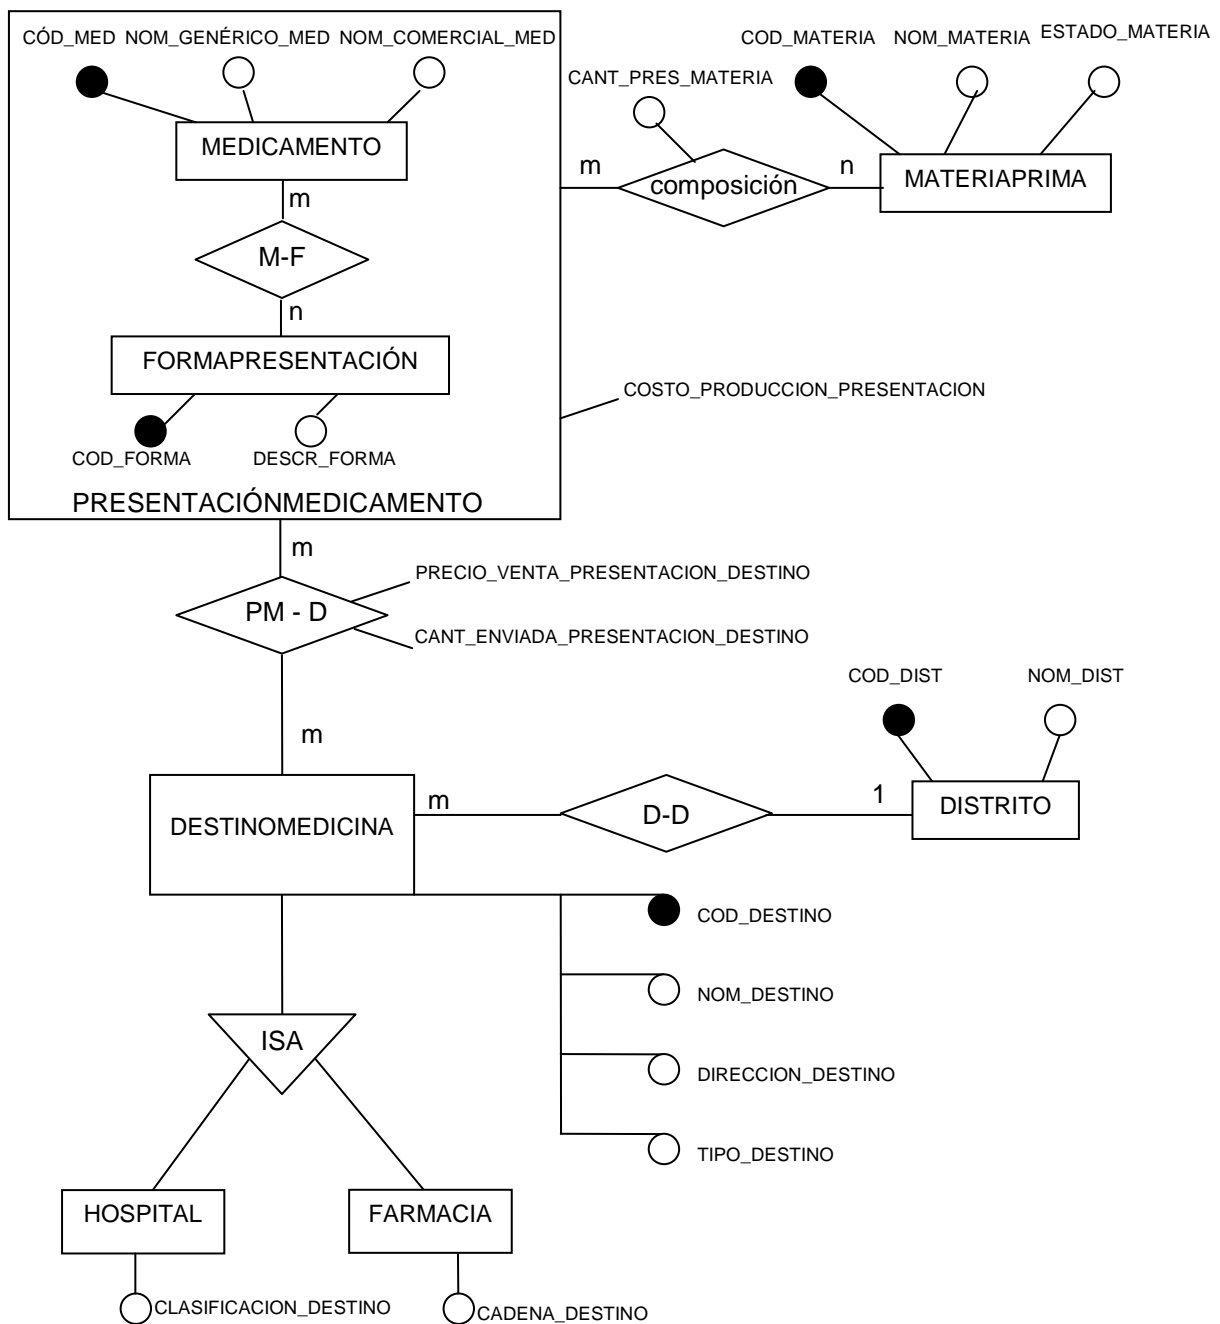 CÓD_MED NOM_GENÉRICO_MED NOM_COMERCIAL_MED
COD_MATERIA NOM_MATERIA ESTADO_MATERIA
CANT_PRES_MATERIA
MEDICAMENTO
m composición n MATERIAPRIMA
m
M-F
n
FORMAPRESENTACIÓN
COSTO_PRODUCCION_PRESENTACION
COD_FORMA DESCR_FORMA
PRESENTACIÓNMEDICAMENTO
m
PRECIO_VENTA_PRESENTACION_DESTINO
PM - D
CANT_ENVIADA_PRESENTACION_DESTINO
COD_DIST NOM_DIST
m
DESTINOMEDICINA m D-D 1 DISTRITO
COD_DESTINO
NOM_DESTINO
ISA
DIRECCION_DESTINO
TIPO_DESTINO
HOSPITAL FARMACIA
CLASIFICACION_DESTINO CADENA_DESTINO